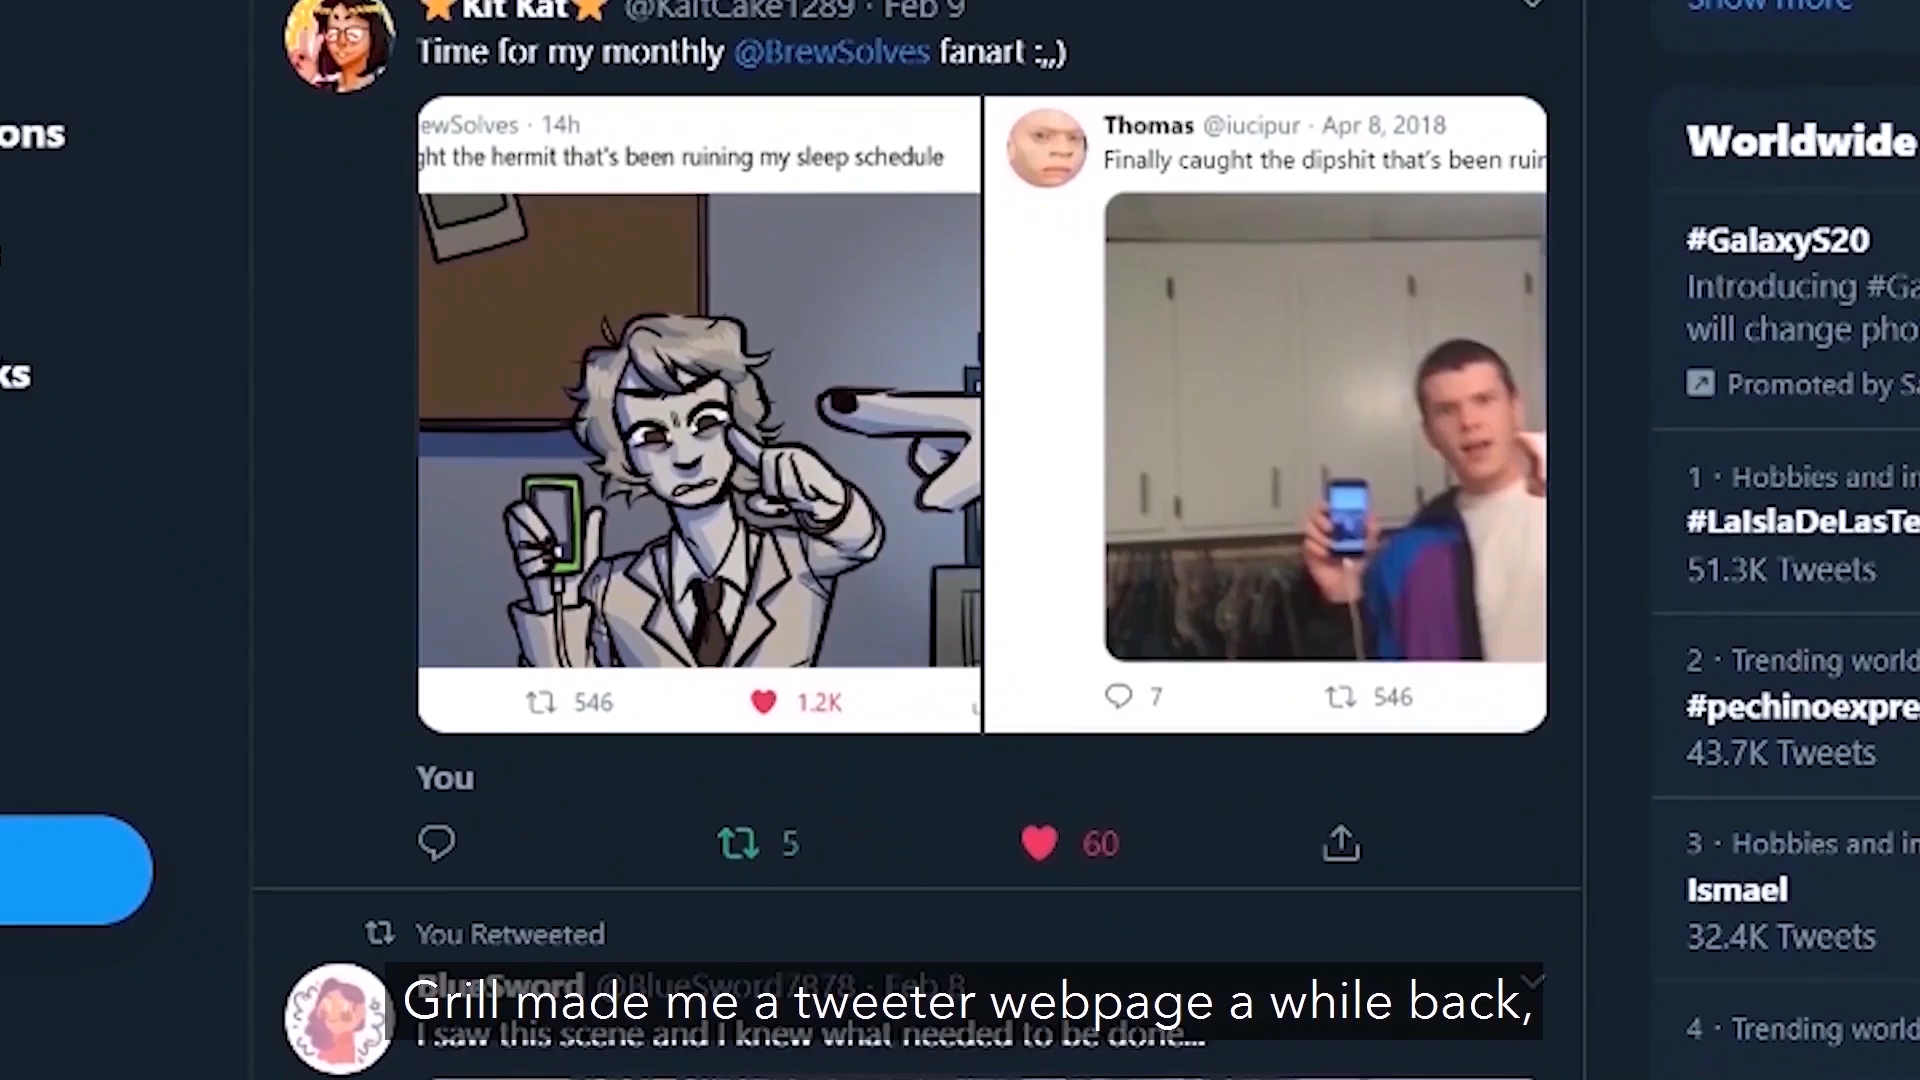 Kit Kat @KaitCake1289 · Feb 9
Time for my monthly @BrewSolves fanart :,,)
ewSolves · 14h
ght the hermit that's been ruining my sleep schedule
546 1.2K
Thomas @iucipur · Apr 8, 2018
Finally caught the dipshit that's been ruin
7 546
You
5 60
You Retweeted
BlueSword @BlueSword7878 · Feb 8
I saw this scene and I knew what needed to be done...
Grill made me a tweeter webpage a while back,
ons
ks
Show more
Worldwide
#GalaxyS20
Introducing #Ga
will change pho
Promoted by Sa
1 · Hobbies and in
#LaIslaDeLasTe
51.3K Tweets
2 · Trending world
#pechinoexpre
43.7K Tweets
3 · Hobbies and in
Ismael
32.4K Tweets
4 · Trending world